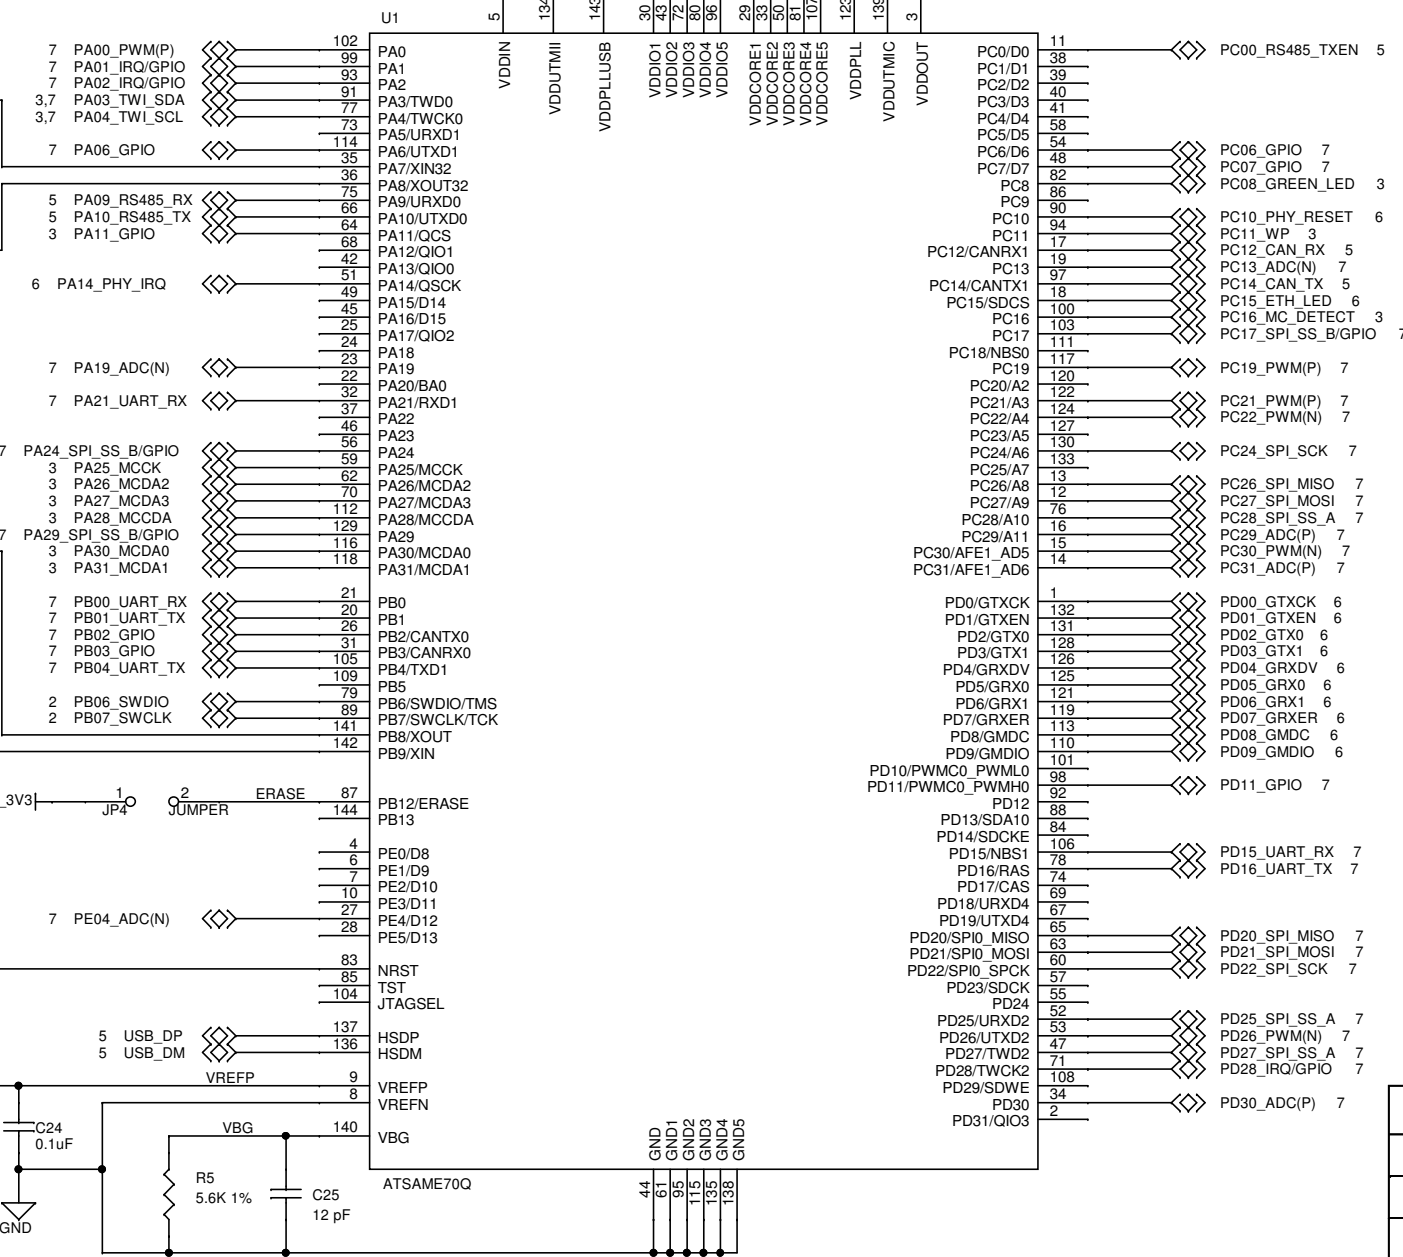 U1
5 134 143 30 43 72 80 96 29 33 50 81 107 123 139 3
VDDIN VDDUTMII VDDPLLUSB VDDIO1 VDDIO2 VDDIO3 VDDIO4 VDDIO5 VDDCORE1 VDDCORE2 VDDCORE3 VDDCORE4 VDDCORE5 VDDPLL VDDUTMIC VDDOUT
7 PA00_PWM(P) 102 PA0
7 PA01_IRQ/GPIO 99 PA1
7 PA02_IRQ/GPIO 93 PA2
3,7 PA03_TWI_SDA 91 PA3/TWD0
3,7 PA04_TWI_SCL 77 PA4/TWCK0
73 PA5/URXD1
7 PA06_GPIO 114 PA6/UTXD1
35 PA7/XIN32
36 PA8/XOUT32
5 PA09_RS485_RX 75 PA9/URXD0
5 PA10_RS485_TX 66 PA10/UTXD0
3 PA11_GPIO 64 PA11/QCS
68 PA12/QIO1
42 PA13/QIO0
6 PA14_PHY_IRQ 51 PA14/QSCK
49 PA15/D14
45 PA16/D15
25 PA17/QIO2
24 PA18
7 PA19_ADC(N) 23 PA19
22 PA20/BA0
7 PA21_UART_RX 32 PA21/RXD1
37 PA22
46 PA23
7 PA24_SPI_SS_B/GPIO 56 PA24
3 PA25_MCCK 59 PA25/MCCK
3 PA26_MCDA2 62 PA26/MCDA2
3 PA27_MCDA3 70 PA27/MCDA3
3 PA28_MCCDA 112 PA28/MCCDA
7 PA29_SPI_SS_B/GPIO 129 PA29
3 PA30_MCDA0 116 PA30/MCDA0
3 PA31_MCDA1 118 PA31/MCDA1
7 PB00_UART_RX 21 PB0
7 PB01_UART_TX 20 PB1
7 PB02_GPIO 26 PB2/CANTX0
7 PB03_GPIO 31 PB3/CANRX0
7 PB04_UART_TX 105 PB4/TXD1
109 PB5
2 PB06_SWDIO 79 PB6/SWDIO/TMS
2 PB07_SWCLK 89 PB7/SWCLK/TCK
141 PB8/XOUT
142 PB9/XIN
_3V3 1 JP4 2 JUMPER ERASE 87 PB12/ERASE
144 PB13
4 PE0/D8
6 PE1/D9
7 PE2/D10
10 PE3/D11
7 PE04_ADC(N) 27 PE4/D12
28 PE5/D13
83 NRST
85 TST
104 JTAGSEL
5 USB_DP 137 HSDP
5 USB_DM 136 HSDM
VREFP 9 VREFP
8 VREFN
VBG 140 VBG
C24
0.1uF
GND
R5
5.6K 1%
C25
12 pF
PC0/D0 11 PC00_RS485_TXEN 5
PC1/D1 38
PC2/D2 39
PC3/D3 40
PC4/D4 41
PC5/D5 58
PC6/D6 54 PC06_GPIO 7
PC7/D7 48 PC07_GPIO 7
PC8 82 PC08_GREEN_LED 3
PC9 86
PC10 90 PC10_PHY_RESET 6
PC11 94 PC11_WP 3
PC12/CANRX1 17 PC12_CAN_RX 5
PC13 19 PC13_ADC(N) 7
PC14/CANTX1 97 PC14_CAN_TX 5
PC15/SDCS 18 PC15_ETH_LED 6
PC16 100 PC16_MC_DETECT 3
PC17 103 PC17_SPI_SS_B/GPIO 7
PC18/NBS0 111
PC19 117 PC19_PWM(P) 7
PC20/A2 120
PC21/A3 122 PC21_PWM(P) 7
PC22/A4 124 PC22_PWM(N) 7
PC23/A5 127
PC24/A6 130 PC24_SPI_SCK 7
PC25/A7 133
PC26/A8 13 PC26_SPI_MISO 7
PC27/A9 12 PC27_SPI_MOSI 7
PC28/A10 76 PC28_SPI_SS_A 7
PC29/A11 16 PC29_ADC(P) 7
PC30/AFE1_AD5 15 PC30_PWM(N) 7
PC31/AFE1_AD6 14 PC31_ADC(P) 7
PD0/GTXCK 1 PD00_GTXCK 6
PD1/GTXEN 132 PD01_GTXEN 6
PD2/GTX0 131 PD02_GTX0 6
PD3/GTX1 128 PD03_GTX1 6
PD4/GRXDV 126 PD04_GRXDV 6
PD5/GRX0 125 PD05_GRX0 6
PD6/GRX1 121 PD06_GRX1 6
PD7/GRXER 119 PD07_GRXER 6
PD8/GMDC 113 PD08_GMDC 6
PD9/GMDIO 110 PD09_GMDIO 6
PD10/PWMC0_PWML0 101
PD11/PWMC0_PWMH0 98 PD11_GPIO 7
PD12 92
PD13/SDA10 88
PD14/SDCKE 84
PD15/NBS1 106 PD15_UART_RX 7
PD16/RAS 78 PD16_UART_TX 7
PD17/CAS 74
PD18/URXD4 69
PD19/UTXD4 67
PD20/SPI0_MISO 65 PD20_SPI_MISO 7
PD21/SPI0_MOSI 63 PD21_SPI_MOSI 7
PD22/SPI0_SPCK 60 PD22_SPI_SCK 7
PD23/SDCK 57
PD24 55
PD25/URXD2 52 PD25_SPI_SS_A 7
PD26/UTXD2 53 PD26_PWM(N) 7
PD27/TWD2 47 PD27_SPI_SS_A 7
PD28/TWCK2 71 PD28_IRQ/GPIO 7
PD29/SDWE 108
PD30 34 PD30_ADC(P) 7
PD31/QIO3 2
GND GND1 GND2 GND3 GND4 GND5
44 61 95 115 135 138
ATSAME70Q